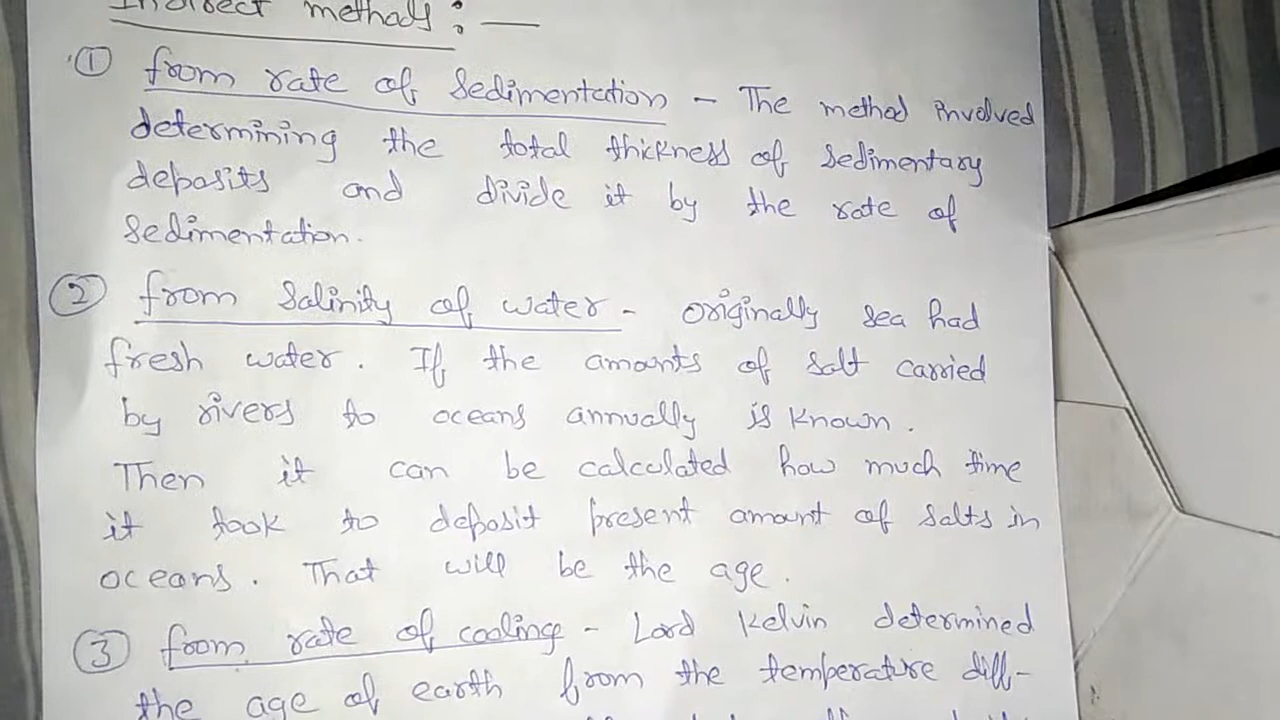 Indirect methods : —
① from rate of Sedimentation - The method involved
determining the total thickness of Sedimentary
deposits and divide it by the rate of
Sedimentation.
② from Salinity of water - originally sea had
fresh water. If the amounts of salt carried
by rivers to oceans annually is known.
Then it can be calculated how much time
it took to deposit present amount of salts in
oceans. That will be the age.
③ from rate of cooling - Lord Kelvin determined
the age of earth from the temperature diff-